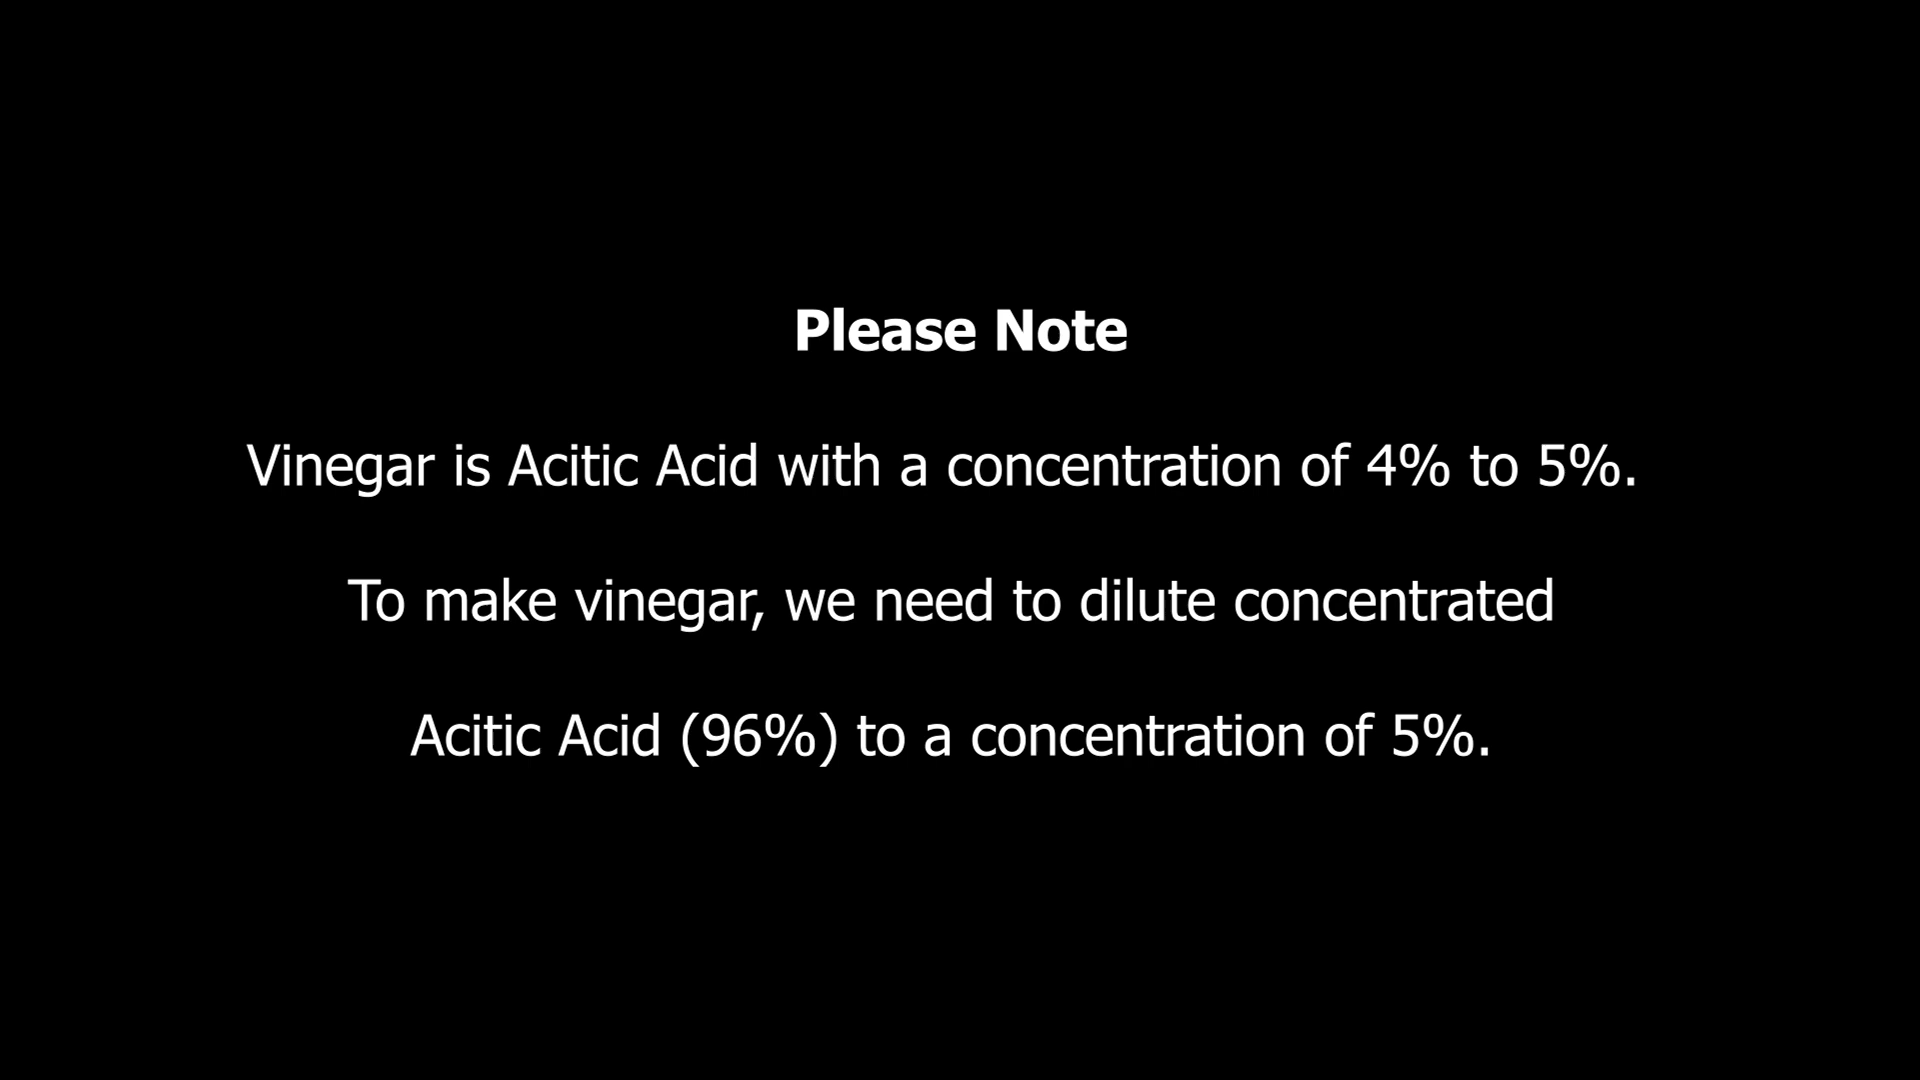 Please Note
Vinegar is Acitic Acid with a concentration of 4% to 5%.
To make vinegar, we need to dilute concentrated
Acitic Acid (96%) to a concentration of 5%.